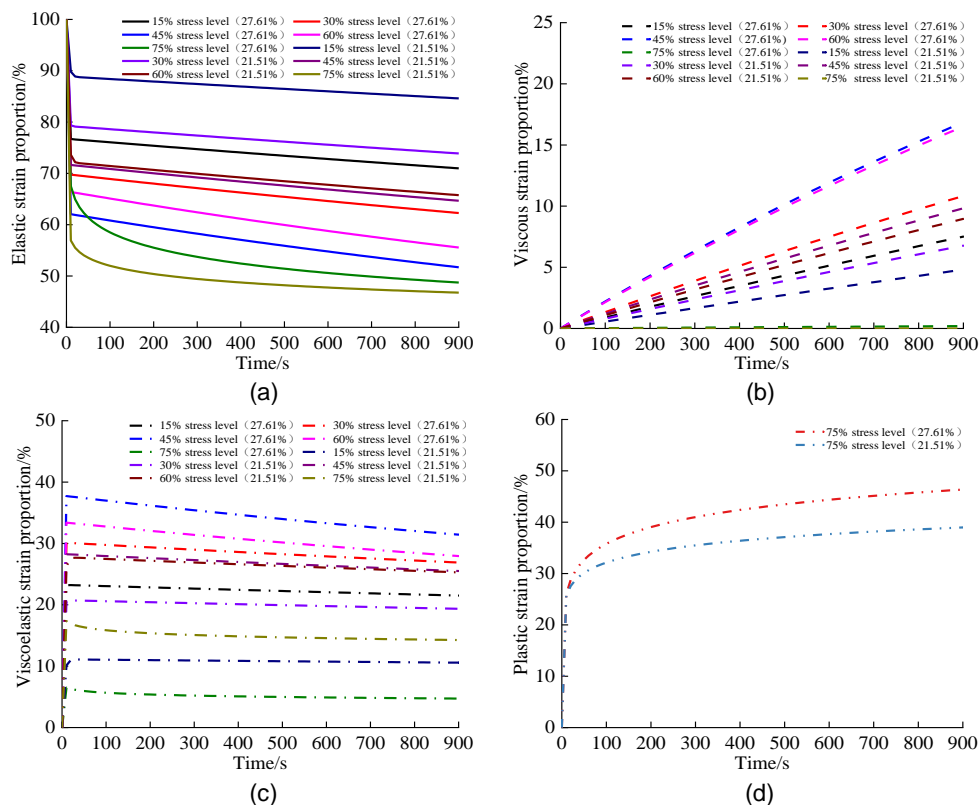 (a)
100
90
80
70
60
50
40
Elastic strain proportion/%
15% stress level（27.61%） 30% stress level（27.61%）
45% stress level（27.61%） 60% stress level（27.61%）
75% stress level（27.61%） 15% stress level（21.51%）
30% stress level（21.51%） 45% stress level（21.51%）
60% stress level（21.51%） 75% stress level（21.51%）
0 100 200 300 400 500 600 700 800 900
Time/s
(b)
25
20
15
10
5
0
Viscous strain proportion%
15% stress level（27.61%） 30% stress level（27.61%）
45% stress level（27.61%） 60% stress level（27.61%）
75% stress level（27.61%） 15% stress level（21.51%）
30% stress level（21.51%） 45% stress level（21.51%）
60% stress level（21.51%） 75% stress level（21.51%）
0 100 200 300 400 500 600 700 800 900
Time/s
(c)
50
40
30
20
10
0
Viscoelastic strain proportion/%
15% stress level（27.61%） 30% stress level（27.61%）
45% stress level（27.61%） 60% stress level（27.61%）
75% stress level（27.61%） 15% stress level（21.51%）
30% stress level（21.51%） 45% stress level（21.51%）
60% stress level（21.51%） 75% stress level（21.51%）
0 100 200 300 400 500 600 700 800 900
Time/s
(d)
60
50
40
30
20
10
0
Plastic strain proportion/%
75% stress level（27.61%）
75% stress level（21.51%）
0 100 200 300 400 500 600 700 800 900
Time/s